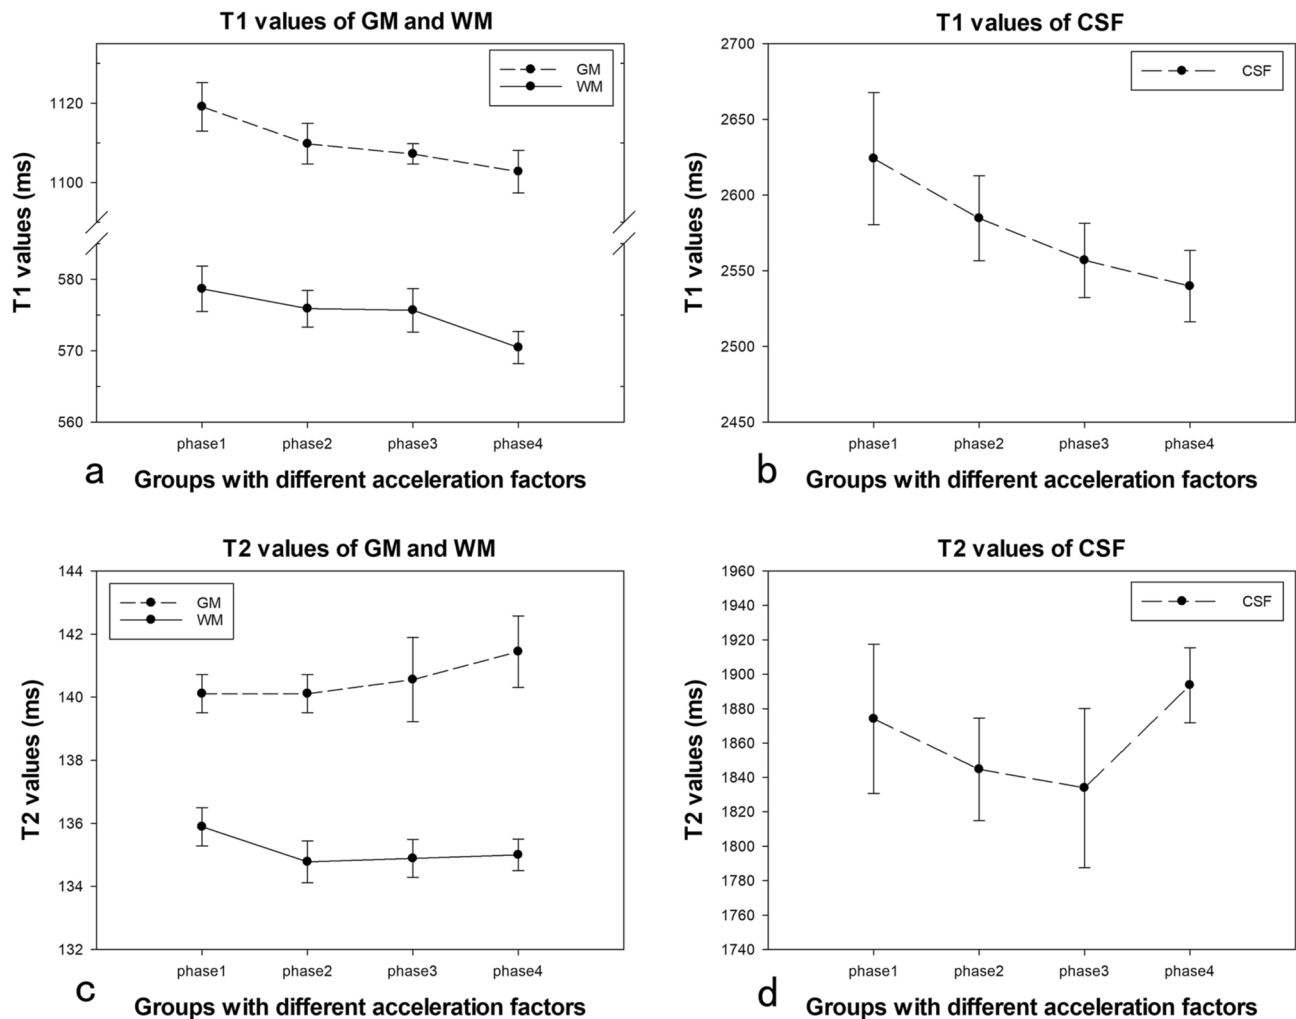 T1 values of GM and WM
GM
WM
T1 values (ms)
1120
1100
580
570
560
phase1 phase2 phase3 phase4
a Groups with different acceleration factors
T1 values of CSF
CSF
T1 values (ms)
2700
2650
2600
2550
2500
2450
phase1 phase2 phase3 phase4
b Groups with different acceleration factors
T2 values of GM and WM
GM
WM
T2 values (ms)
144
142
140
138
136
134
132
phase1 phase2 phase3 phase4
c Groups with different acceleration factors
T2 values of CSF
CSF
T2 values (ms)
1960
1940
1920
1900
1880
1860
1840
1820
1800
1780
1760
1740
phase1 phase2 phase3 phase4
d Groups with different acceleration factors